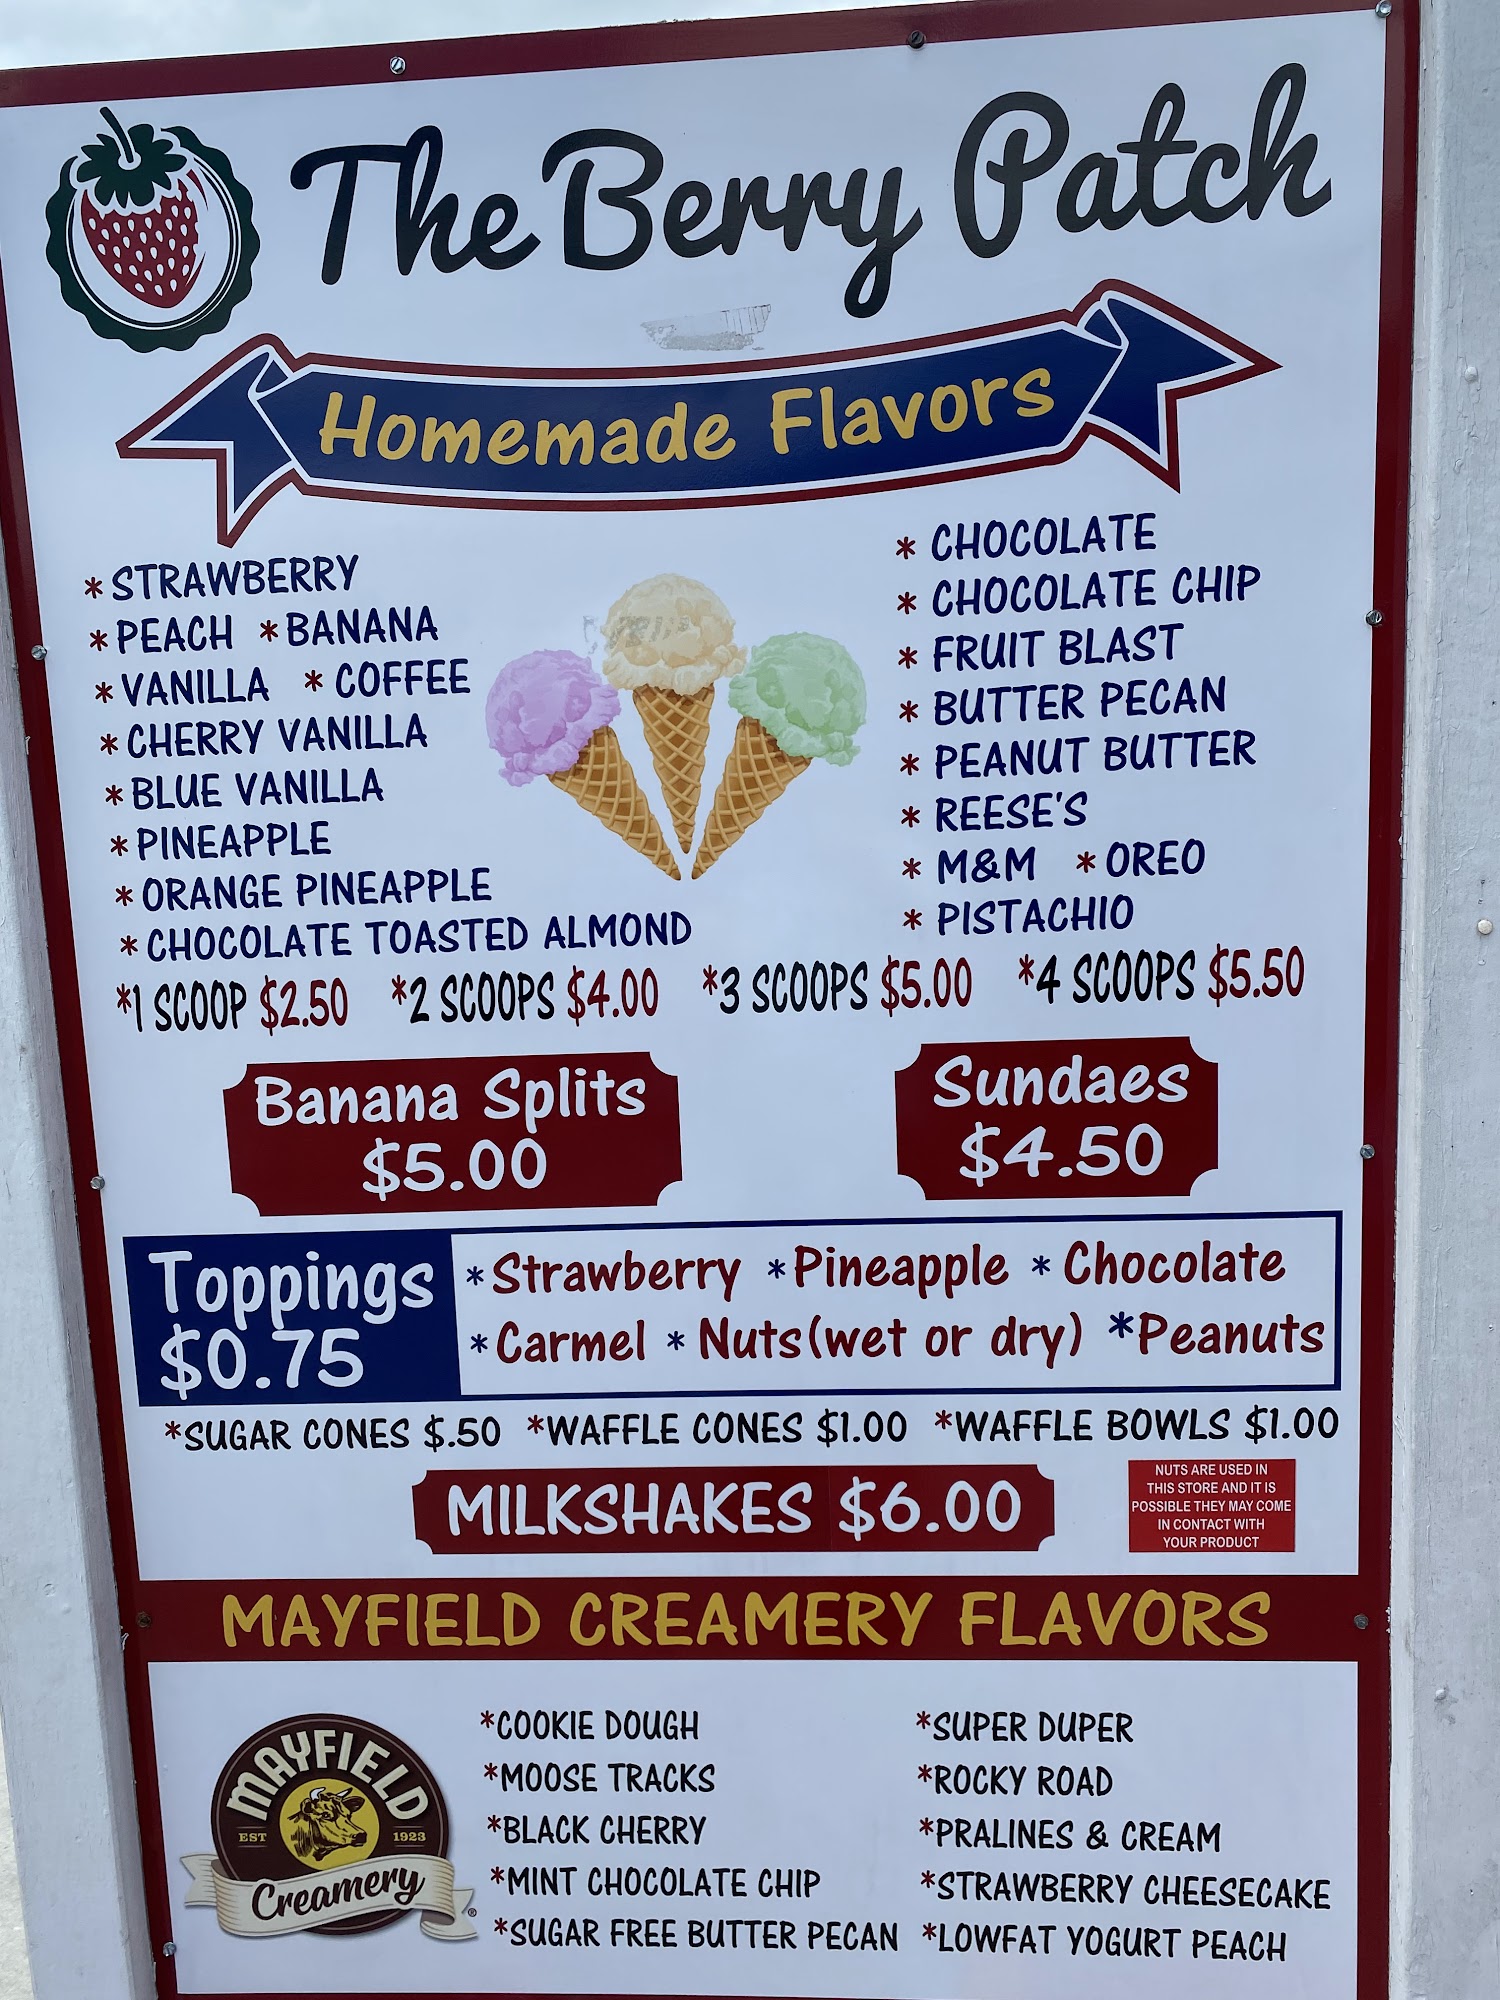 The Berry Patch
Homemade Flavors
* STRAWBERRY
* PEACH * BANANA
* VANILLA * COFFEE
* CHERRY VANILLA
* BLUE VANILLA
* PINEAPPLE
* ORANGE PINEAPPLE
* CHOCOLATE TOASTED ALMOND
* CHOCOLATE
* CHOCOLATE CHIP
* FRUIT BLAST
* BUTTER PECAN
* PEANUT BUTTER
* REESE'S
* M&M * OREO
* PISTACHIO
*1 SCOOP $2.50 *2 SCOOPS $4.00 *3 SCOOPS $5.00 *4 SCOOPS $5.50
Banana Splits
$5.00
Sundaes
$4.50
Toppings
$0.75
*Strawberry *Pineapple * Chocolate
*Carmel * Nuts(wet or dry) *Peanuts
*SUGAR CONES $.50 *WAFFLE CONES $1.00 *WAFFLE BOWLS $1.00
MILKSHAKES $6.00
NUTS ARE USED IN
THIS STORE AND IT IS
POSSIBLE THEY MAY COME
IN CONTACT WITH
YOUR PRODUCT
MAYFIELD CREAMERY FLAVORS
MAYFIELD
EST 1923
Creamery
®
*COOKIE DOUGH
*MOOSE TRACKS
*BLACK CHERRY
*MINT CHOCOLATE CHIP
*SUGAR FREE BUTTER PECAN
*SUPER DUPER
*ROCKY ROAD
*PRALINES & CREAM
*STRAWBERRY CHEESECAKE
*LOWFAT YOGURT PEACH